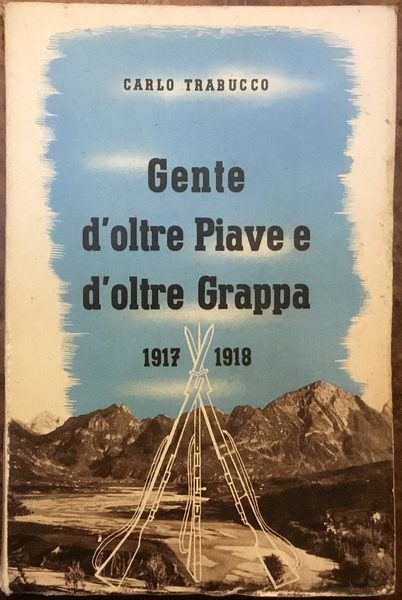 CARLO TRABUCCO
Gente
d'oltre Piave e
d'oltre Grappa
1917 1918